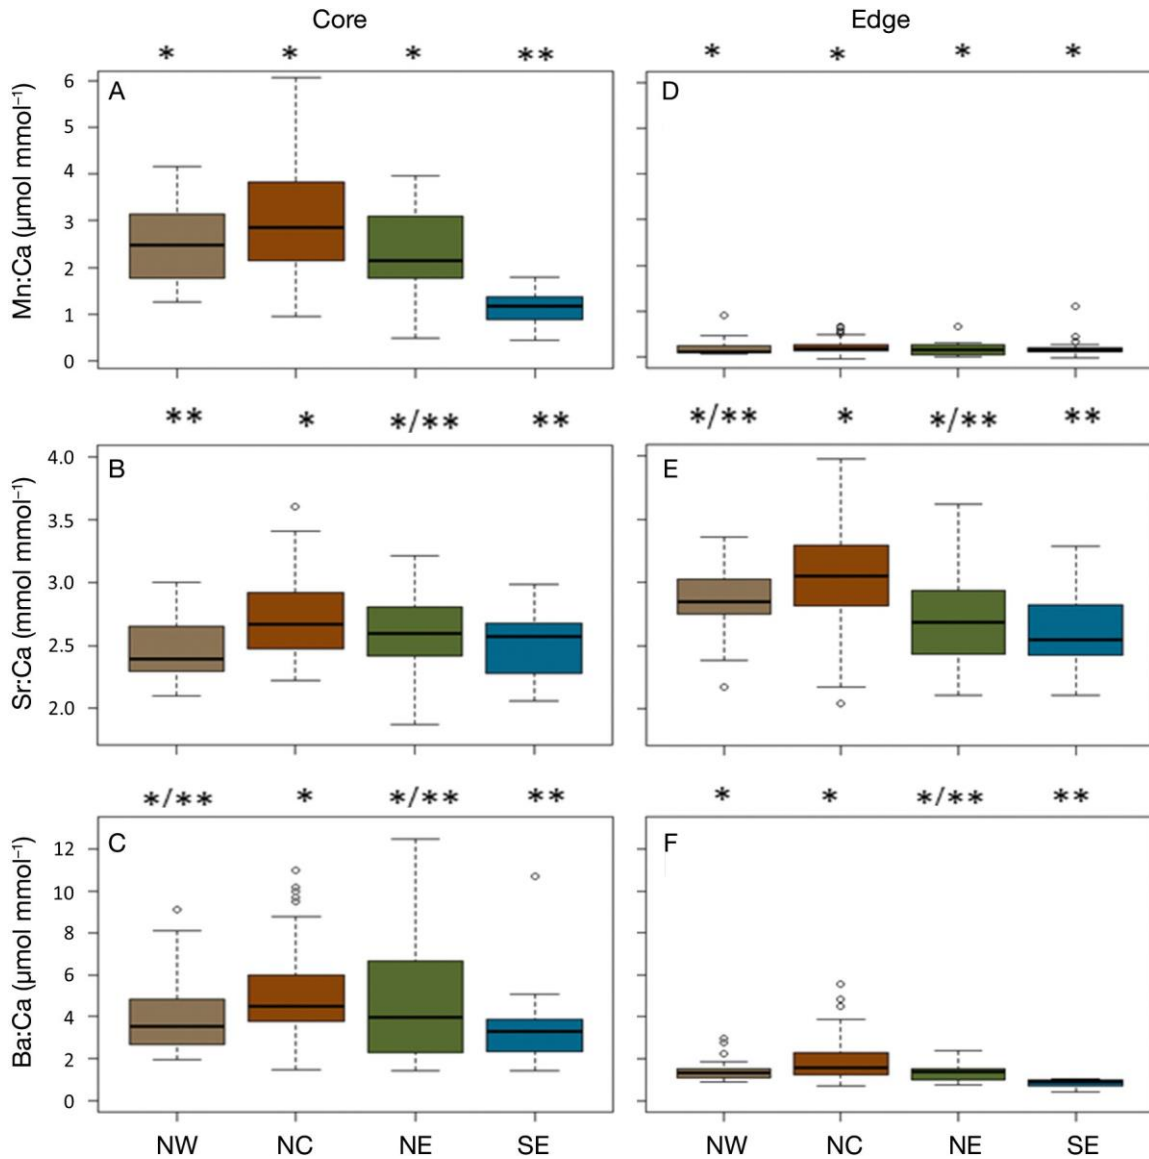 Core Edge
* * * ** * * * *
A D
Mn:Ca (µmol mmol⁻¹)
6
5
4
3
2
1
0
** * */** ** */** * */** **
B E
Sr:Ca (nmol mmol⁻¹)
4.0
3.5
3.0
2.5
2.0
*/** * */** ** * * */** **
C F
Ba:Ca (µmol mmol⁻¹)
12
10
8
6
4
2
0
NW NC NE SE NW NC NE SE